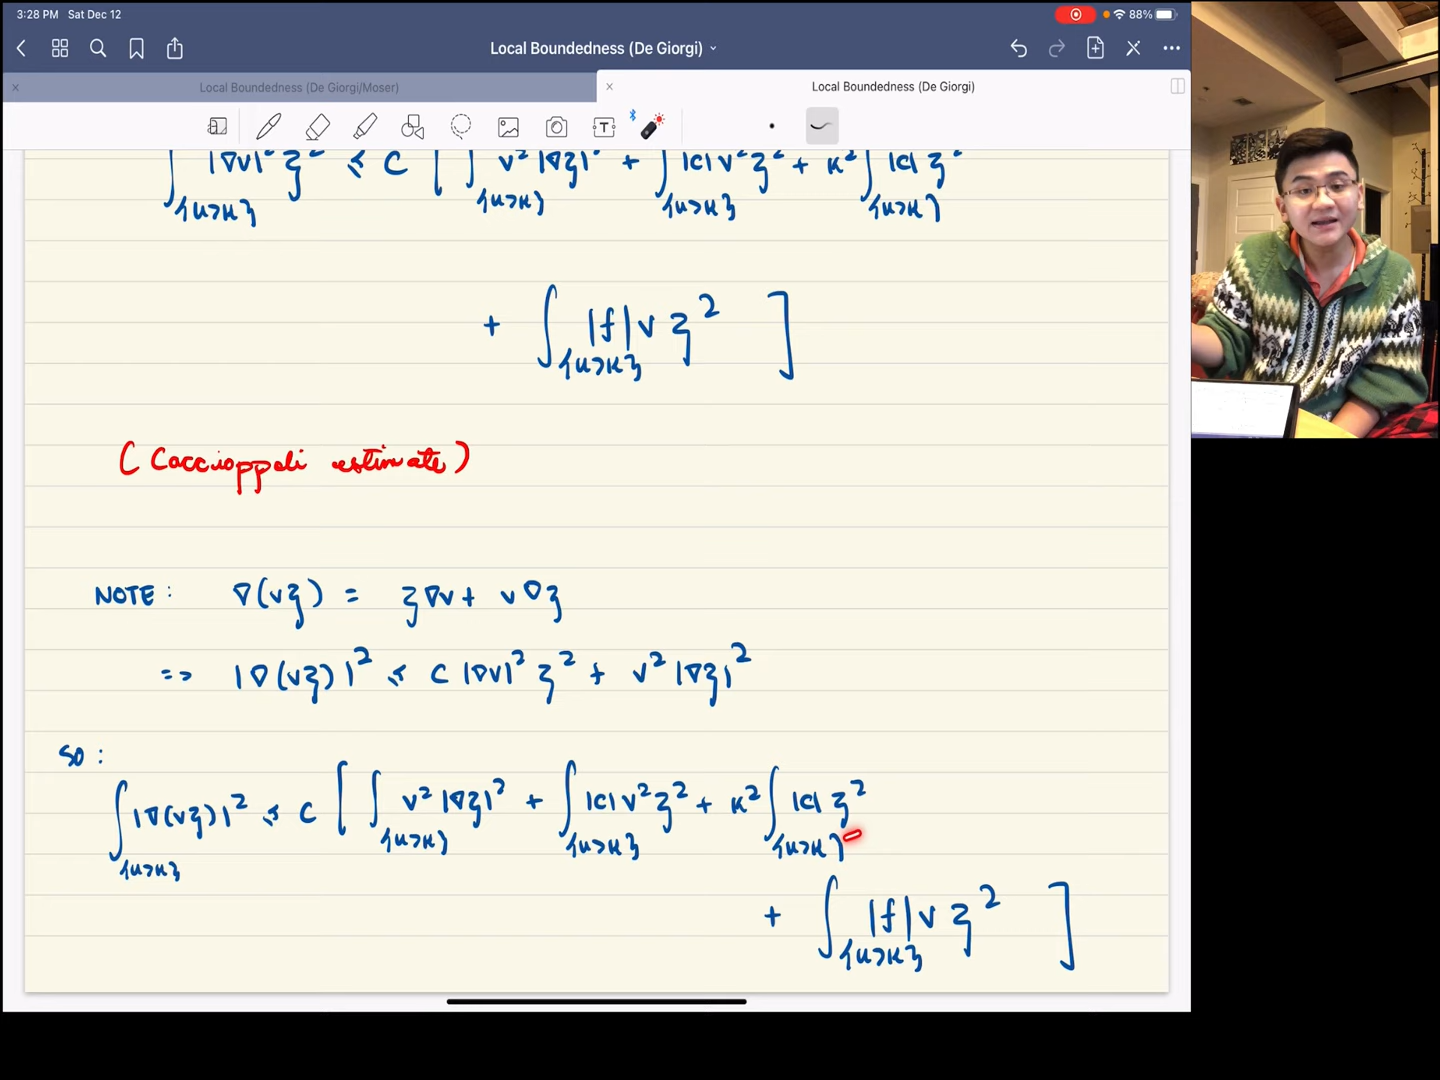 3:28 PM Sat Dec 12
88%
Local Boundedness (De Giorgi)
Local Boundedness (De Giorgi/Moser)
Local Boundedness (De Giorgi)
∫_{u>k} |∇v|² ζ² ≤ C [ ∫_{u>k} v² |∇ζ|² + ∫_{u>k} |c| v² ζ² + k² ∫_{u>k} |c| ζ²
+ ∫_{u>k} |f| v ζ² ]
(Caccioppoli estimate)
NOTE: ∇(vζ) = ζ∇v + v∇ζ
=> |∇(vζ)|² ≤ C |∇v|² ζ² + v² |∇ζ|²
SO:
∫_{u>k} |∇(vζ)|² ≤ C [ ∫_{u>k} v² |∇ζ|² + ∫_{u>k} |c| v² ζ² + k² ∫_{u>k} |c| ζ²
+ ∫_{u>k} |f| v ζ² ]